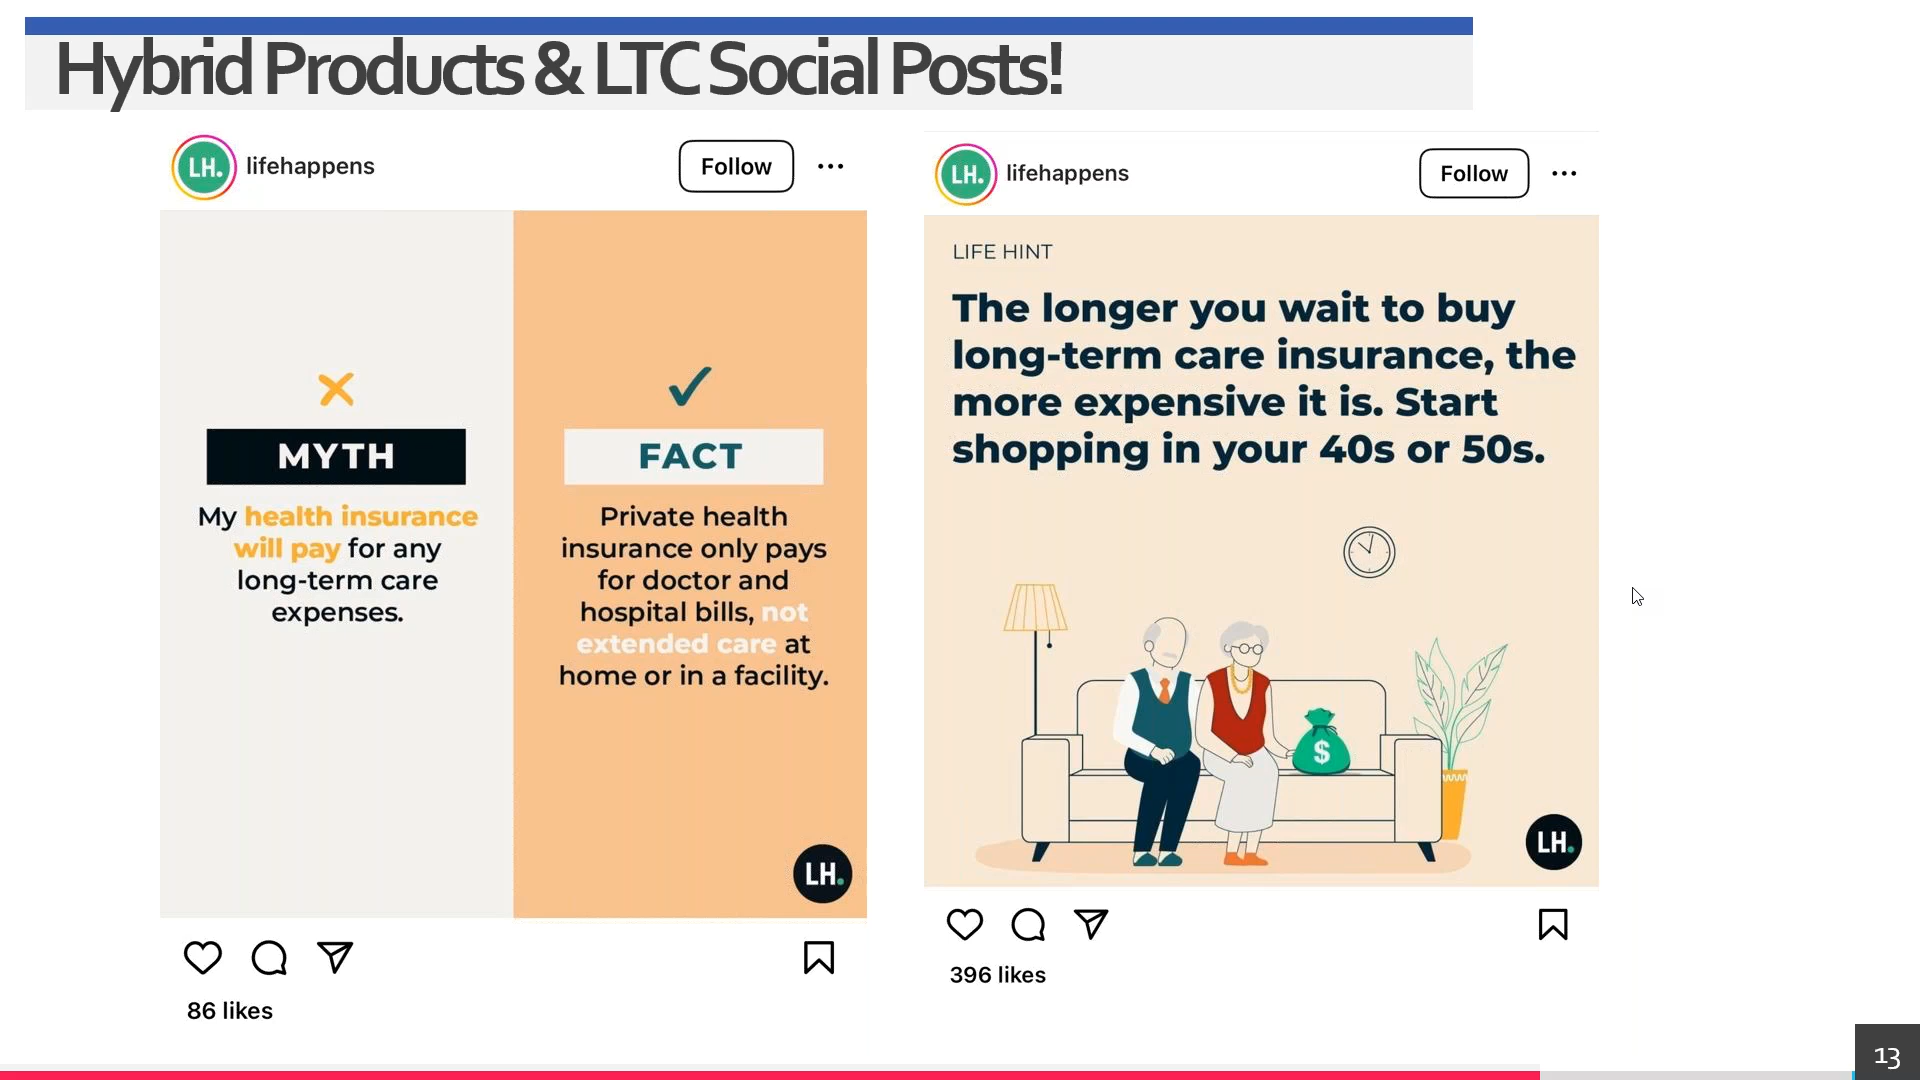 Hybrid Products & LTC Social Posts!
LH.
lifehappens
Follow
MYTH
My health insurance
will pay for any
long-term care
expenses.
FACT
Private health
insurance only pays
for doctor and
hospital bills, not
extended care at
home or in a facility.
LH.
86 likes
LH.
lifehappens
Follow
LIFE HINT
The longer you wait to buy
long-term care insurance, the
more expensive it is. Start
shopping in your 40s or 50s.
$
LH.
396 likes
13